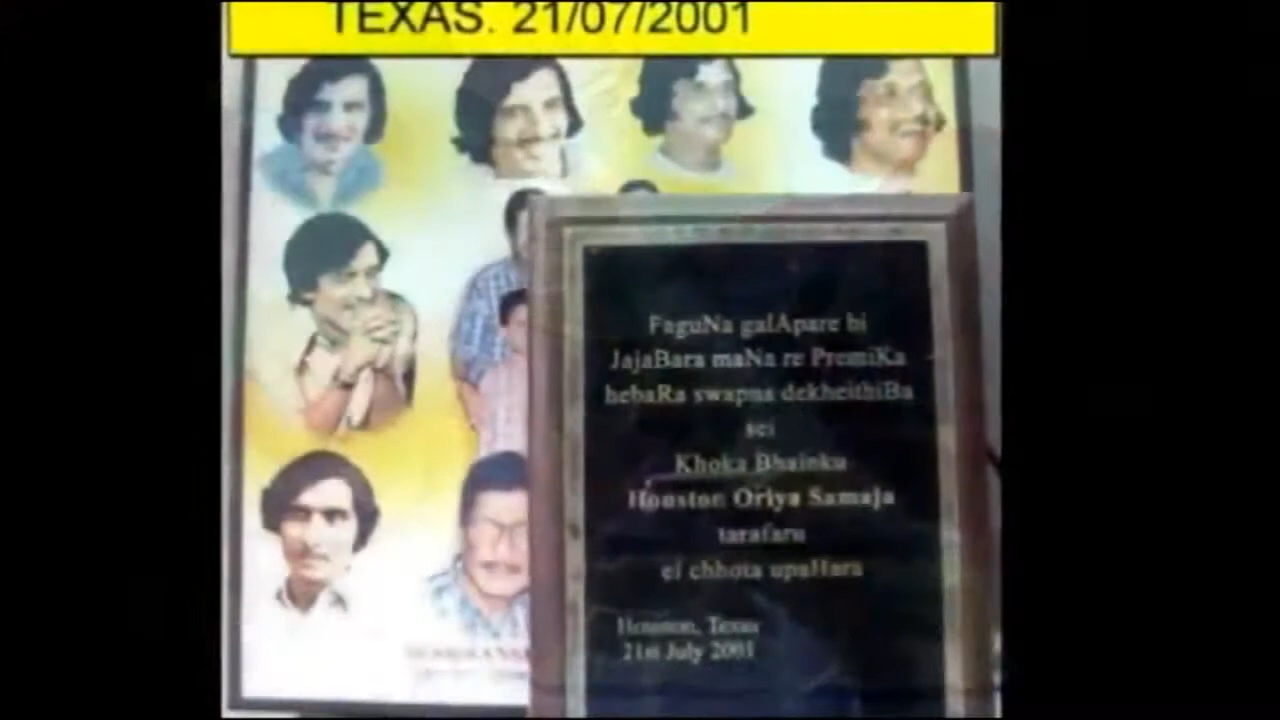 TEXAS. 21/07/2001
FaguNa galApare bi
JajaBara maNa re PremiKa
hebaRa swapna dekheithiBa
sei
Khoka Bhainku
Houston Oriya Samaja
tarafaru
ei chhota upaHara
Houston, Texas
21st July 2001